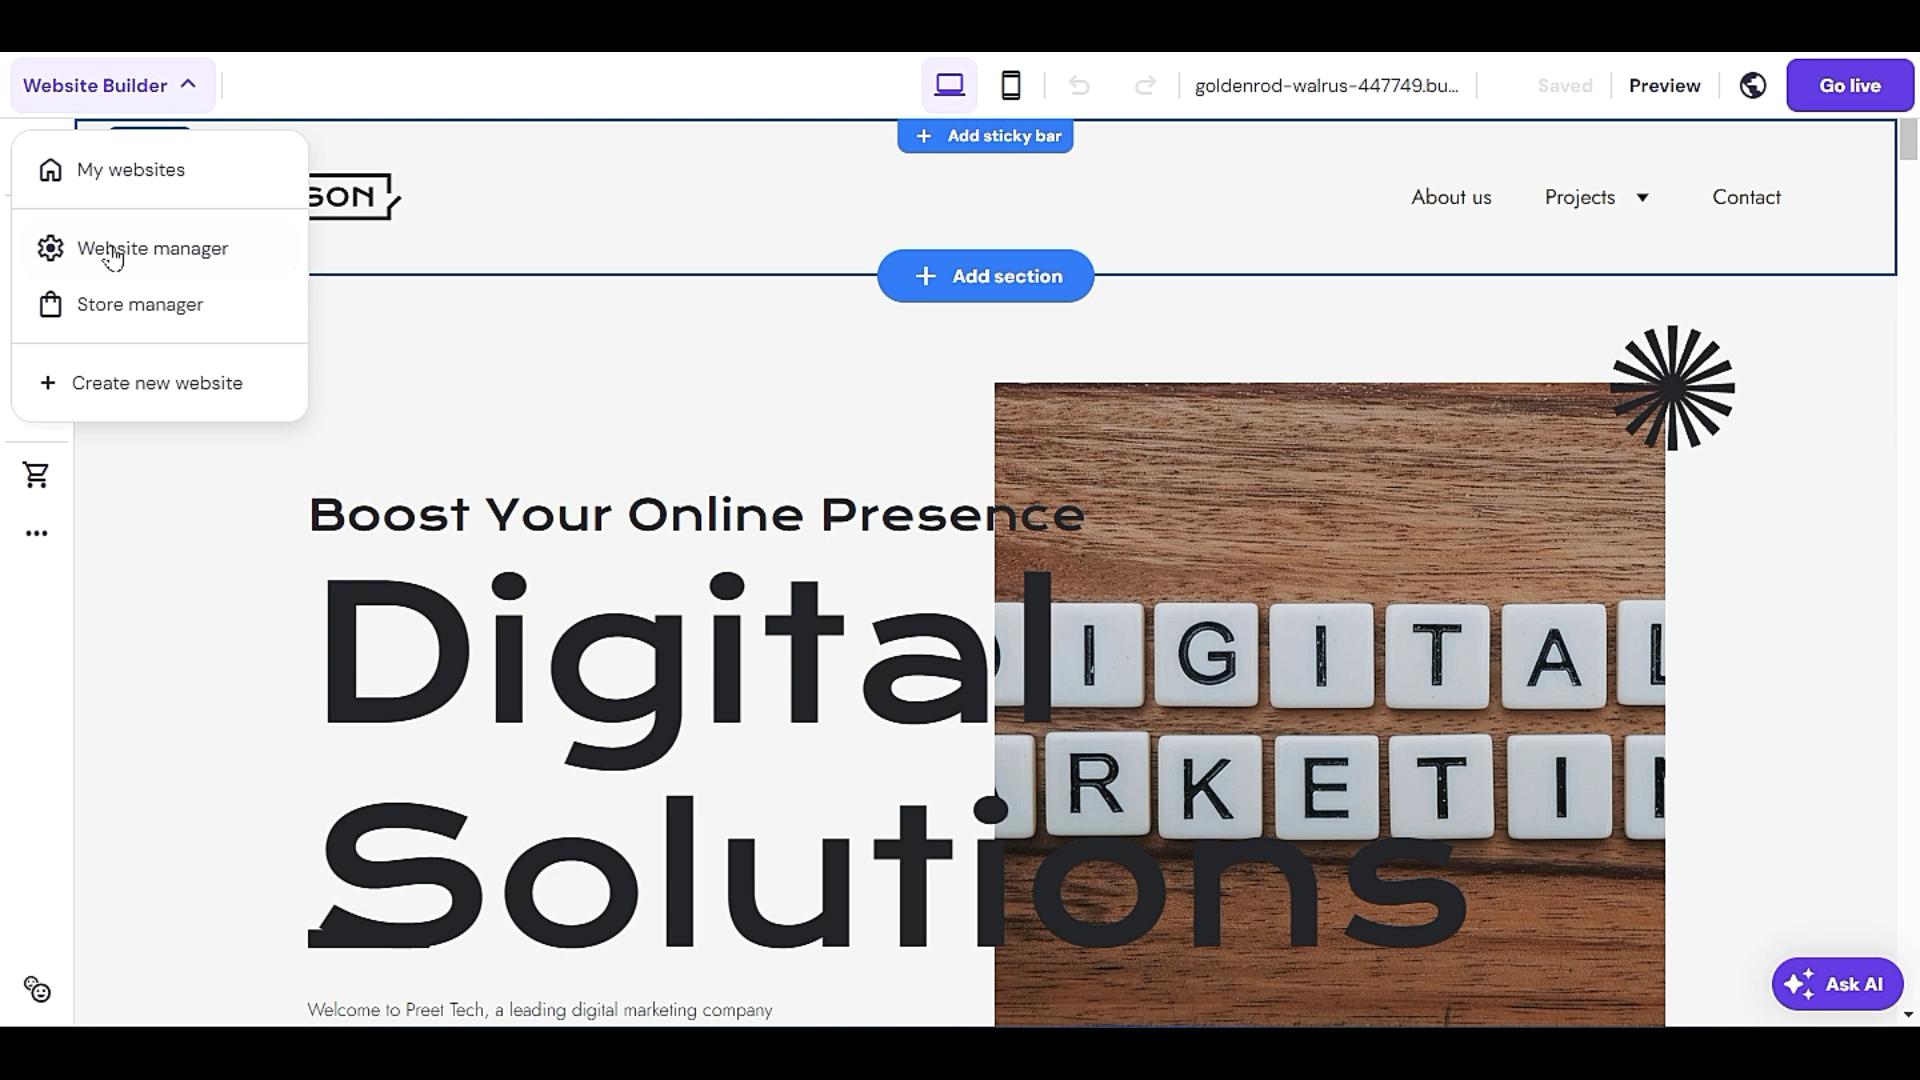 Website Builder
goldenrod-walrus-447749.bu...
Saved
Preview
Go live
Add sticky bar
My websites
SON
About us
Projects
Contact
Website manager
Add section
Store manager
Create new website
Boost Your Online Presence
Digital
Solutions
IGITAL
RKETI
Welcome to Preet Tech, a leading digital marketing company
Ask AI